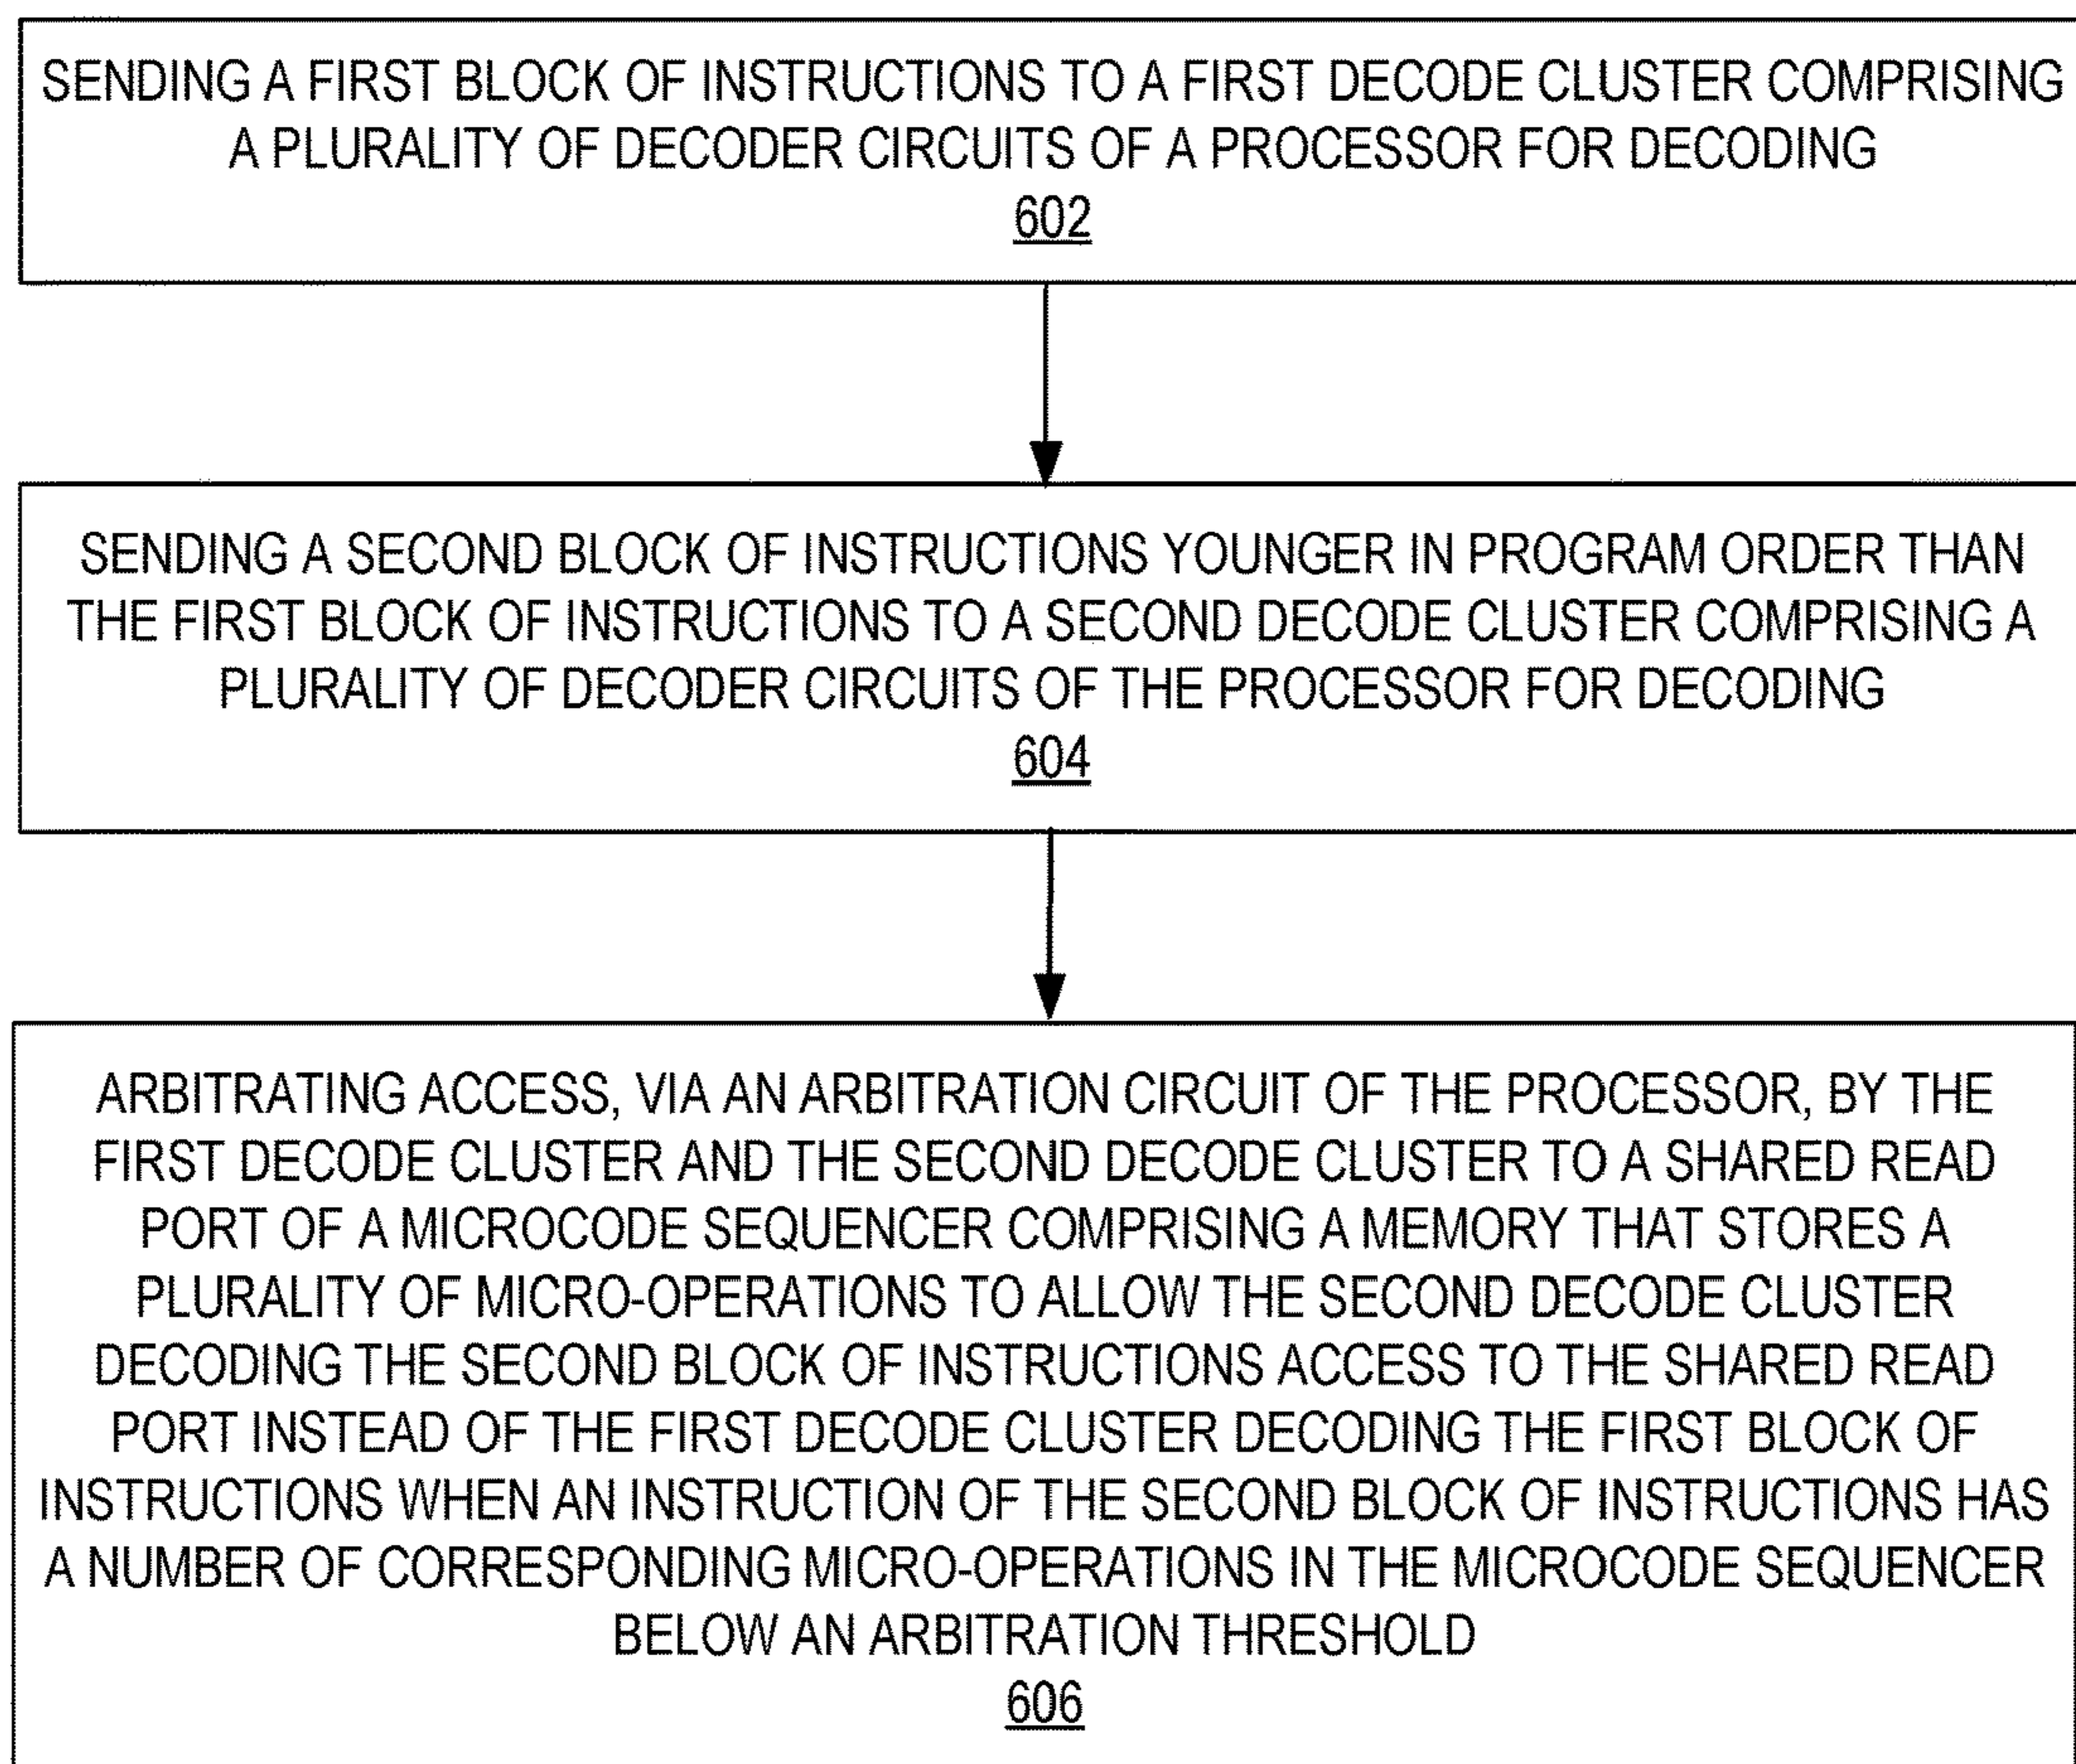 SENDING A FIRST BLOCK OF INSTRUCTIONS TO A FIRST DECODE CLUSTER COMPRISING
A PLURALITY OF DECODER CIRCUITS OF A PROCESSOR FOR DECODING
602
SENDING A SECOND BLOCK OF INSTRUCTIONS YOUNGER IN PROGRAM ORDER THAN
THE FIRST BLOCK OF INSTRUCTIONS TO A SECOND DECODE CLUSTER COMPRISING A
PLURALITY OF DECODER CIRCUITS OF THE PROCESSOR FOR DECODING
604
ARBITRATING ACCESS, VIA AN ARBITRATION CIRCUIT OF THE PROCESSOR, BY THE
FIRST DECODE CLUSTER AND THE SECOND DECODE CLUSTER TO A SHARED READ
PORT OF A MICROCODE SEQUENCER COMPRISING A MEMORY THAT STORES A
PLURALITY OF MICRO-OPERATIONS TO ALLOW THE SECOND DECODE CLUSTER
DECODING THE SECOND BLOCK OF INSTRUCTIONS ACCESS TO THE SHARED READ
PORT INSTEAD OF THE FIRST DECODE CLUSTER DECODING THE FIRST BLOCK OF
INSTRUCTIONS WHEN AN INSTRUCTION OF THE SECOND BLOCK OF INSTRUCTIONS HAS
A NUMBER OF CORRESPONDING MICRO-OPERATIONS IN THE MICROCODE SEQUENCER
BELOW AN ARBITRATION THRESHOLD
606